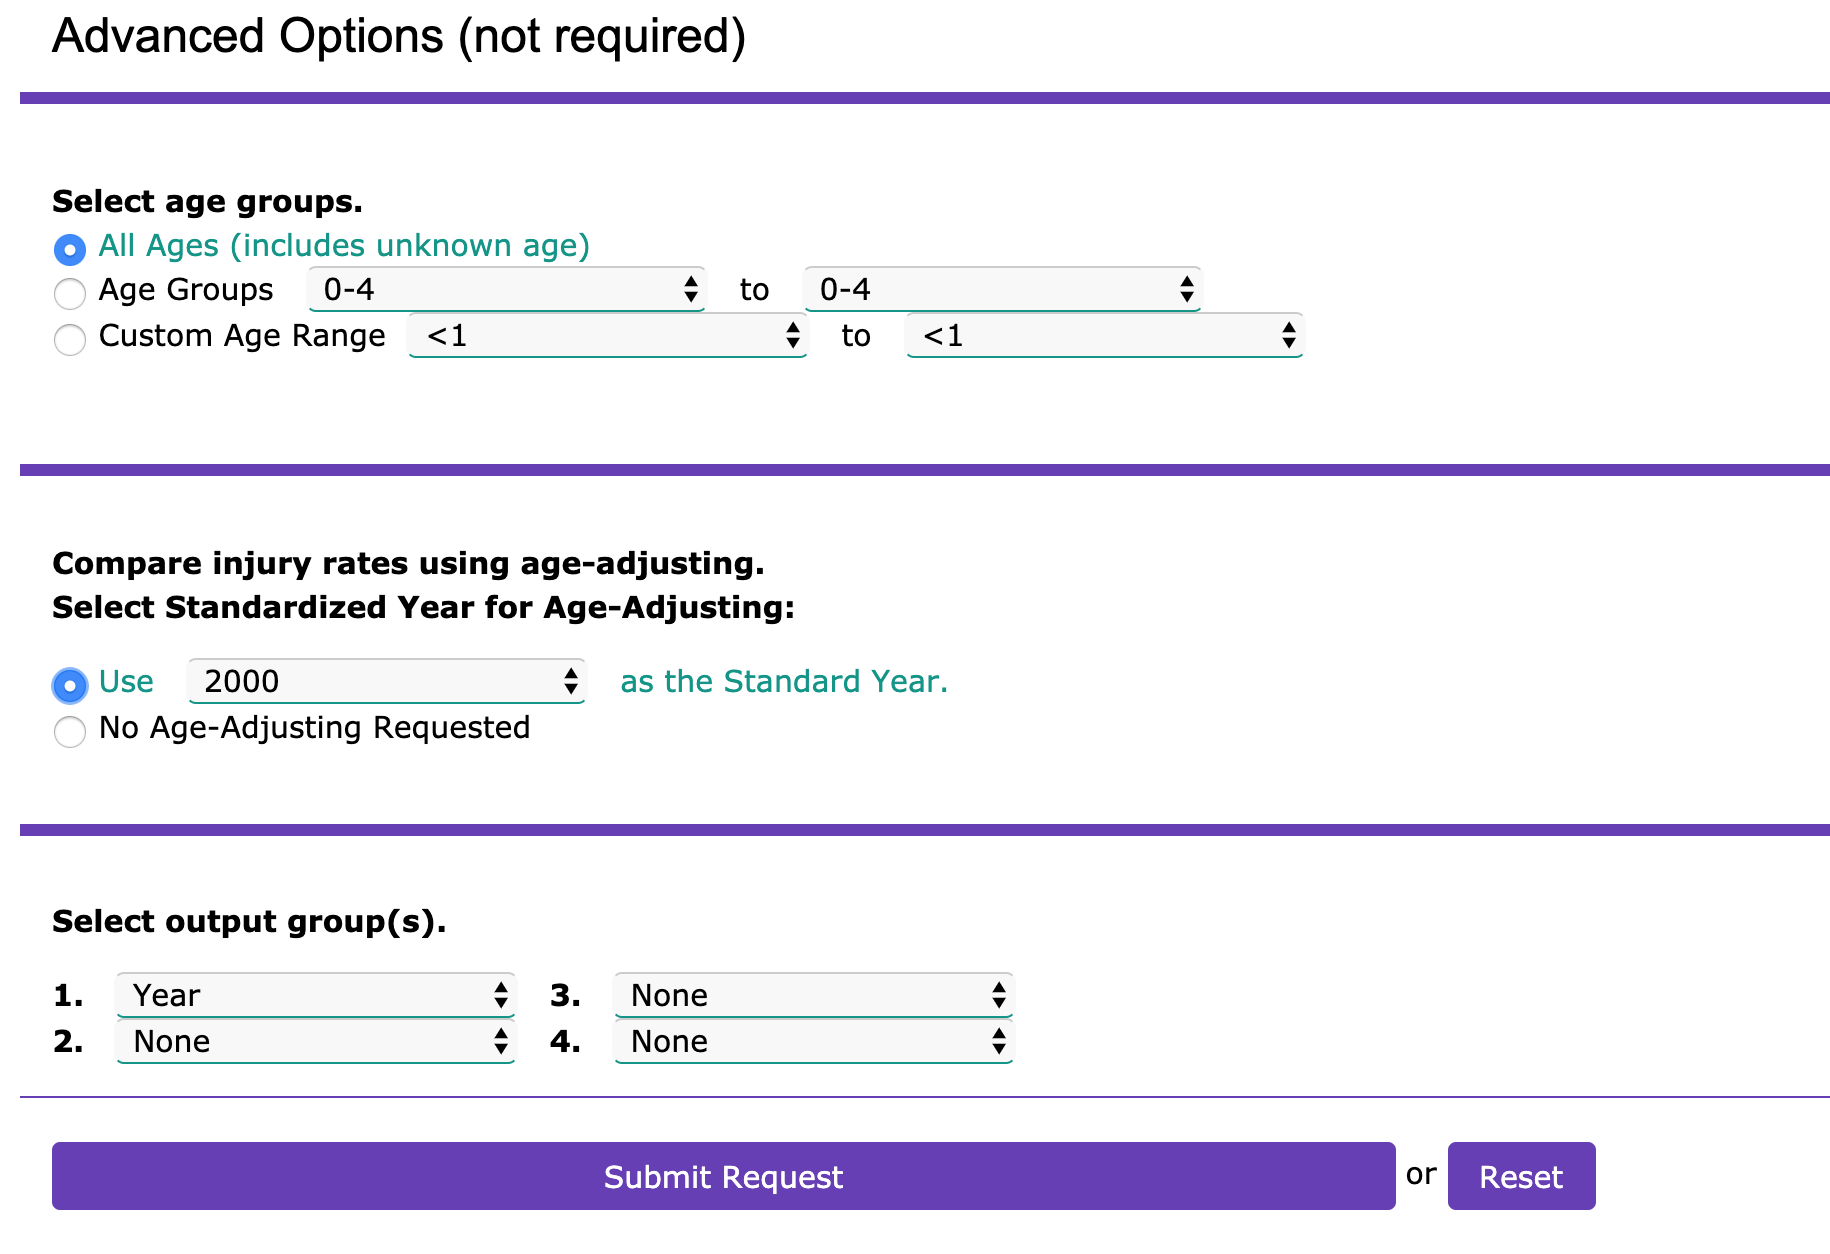 Advanced Options (not required)
Select age groups.
All Ages (includes unknown age)
Age Groups 0-4 to 0-4
Custom Age Range <1 to <1
Compare injury rates using age-adjusting.
Select Standardized Year for Age-Adjusting:
Use 2000 as the Standard Year.
No Age-Adjusting Requested
Select output group(s).
1. Year 3. None
2. None 4. None
Submit Request or Reset